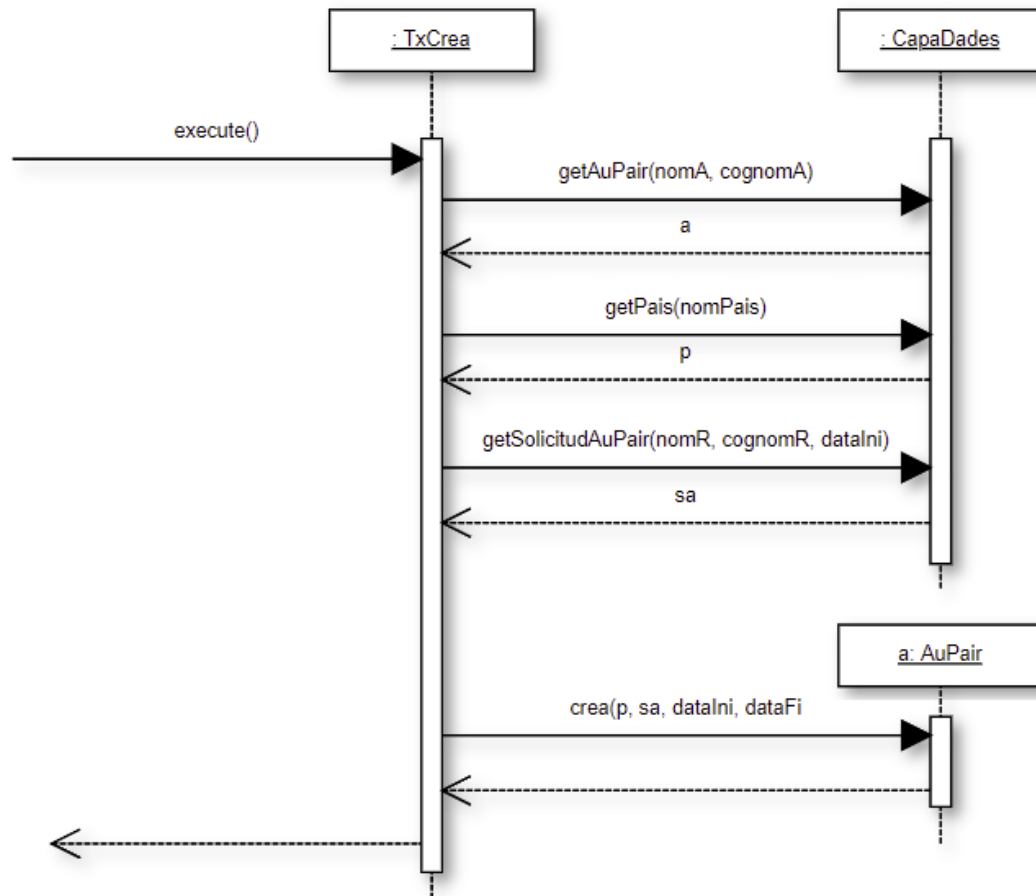 : TxCrea
: CapaDades
execute()
getAuPair(nomA, cognomA)
a
getPais(nomPais)
p
getSolicitudAuPair(nomR, cognomR, dataIni)
sa
a: AuPair
crea(p, sa, dataIni, dataFi